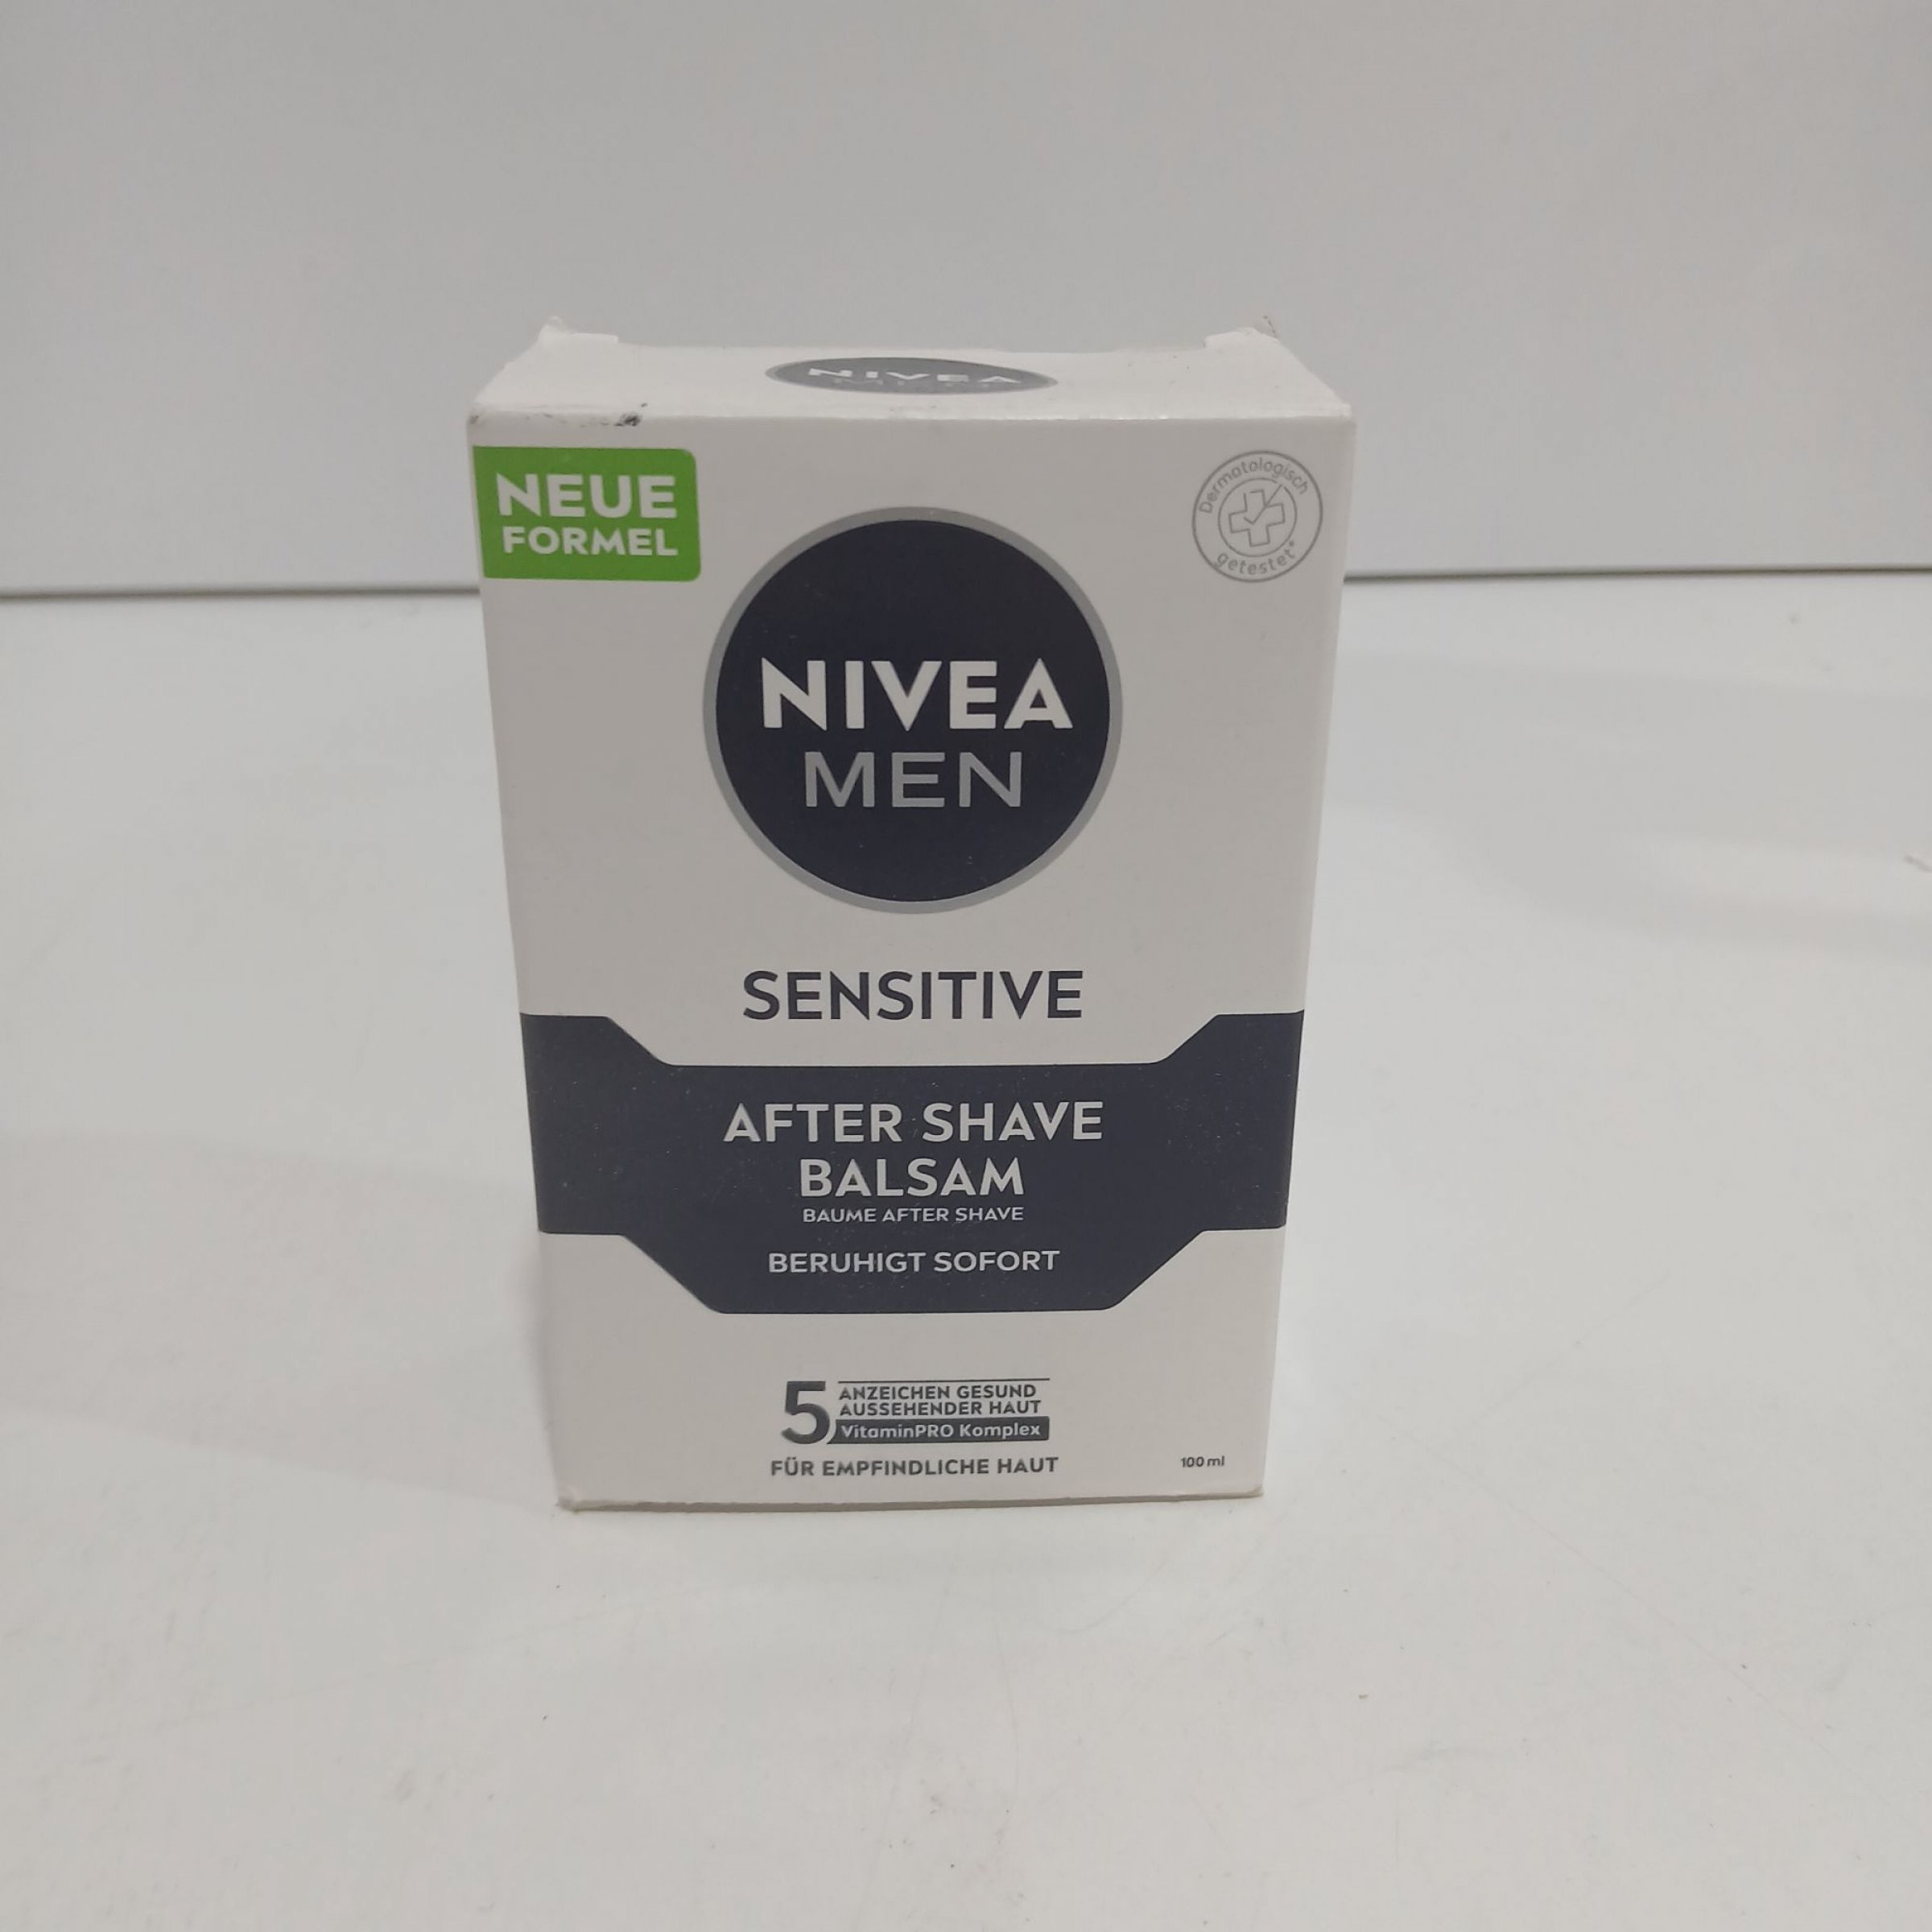 NIVEA
MEN
NEUE
FORMEL
Dermatologisch
getestet*
NIVEA
MEN
SENSITIVE
AFTER SHAVE
BALSAM
BAUME AFTER SHAVE
BERUHIGT SOFORT
5 ANZEICHEN GESUND
AUSSEHENDER HAUT
VitaminPRO Komplex
FÜR EMPFINDLICHE HAUT
100 ml